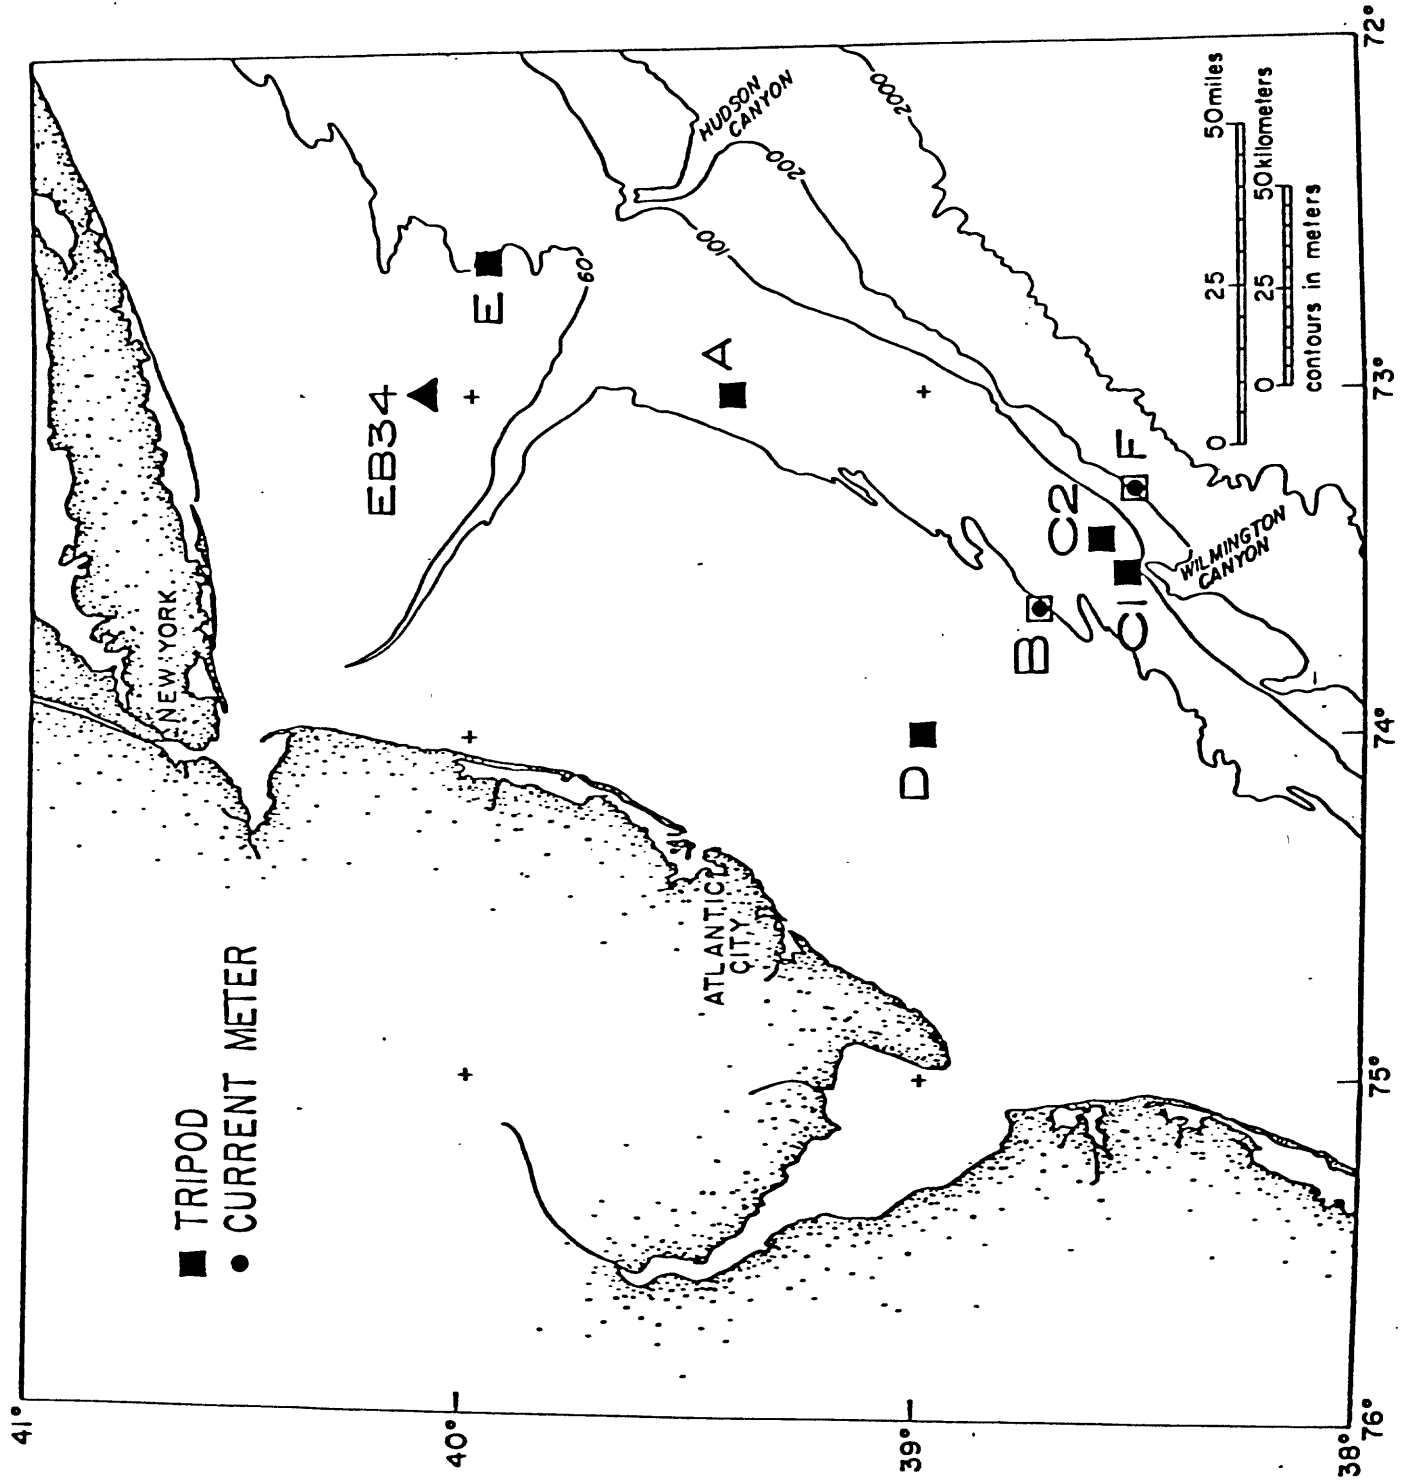 41°
40°
39°
38°
76°
75°
74°
73°
72°
TRIPOD
CURRENT METER
NEW YORK
ATLANTIC
CITY
EB34
E
A
D
B
C1
C2
F
60
100
200
2000
HUDSON
CANYON
WILMINGTON
CANYON
0 25 50 miles
0 25 50 kilometers
contours in meters